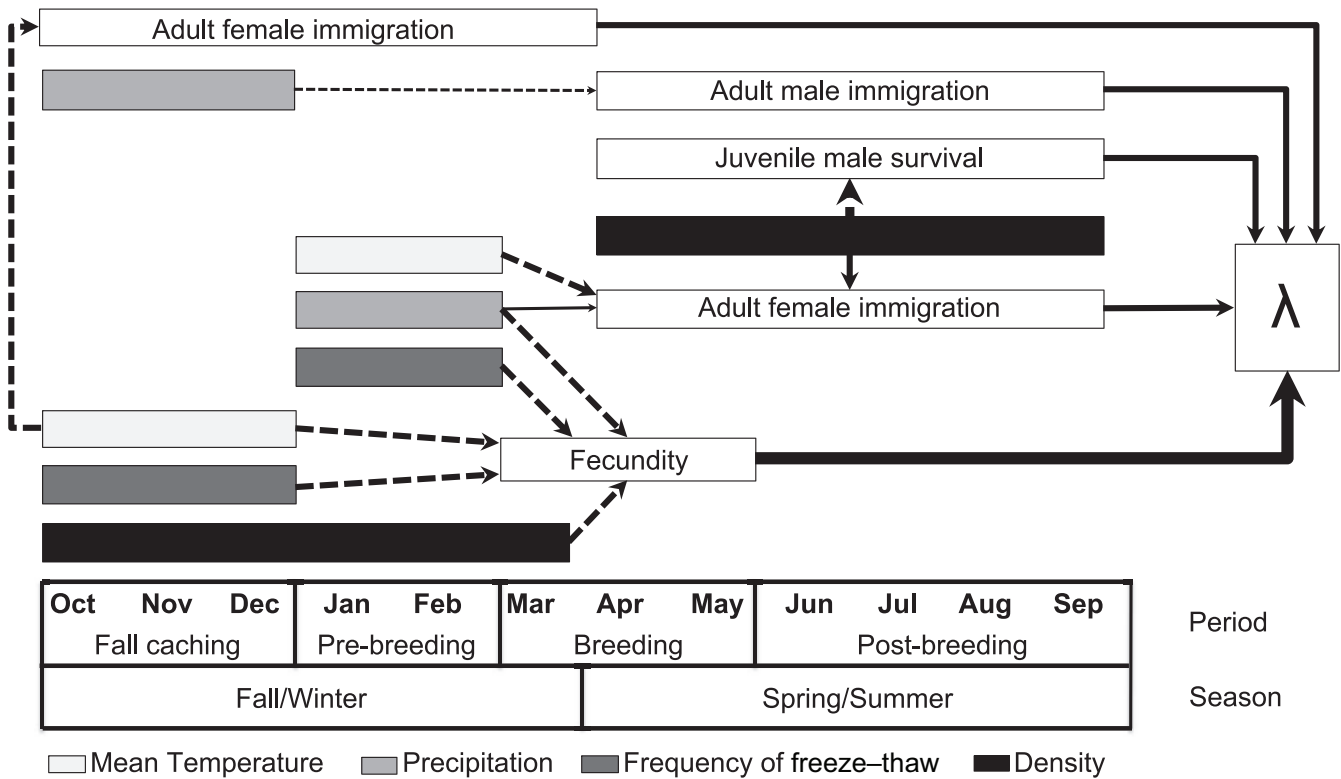 Adult female immigration
Adult male immigration
Juvenile male survival
Adult female immigration
λ
Fecundity
Oct Nov Dec Jan Feb Mar Apr May Jun Jul Aug Sep
Fall caching Pre-breeding Breeding Post-breeding
Period
Fall/Winter Spring/Summer Season
Mean Temperature Precipitation Frequency of freeze–thaw Density